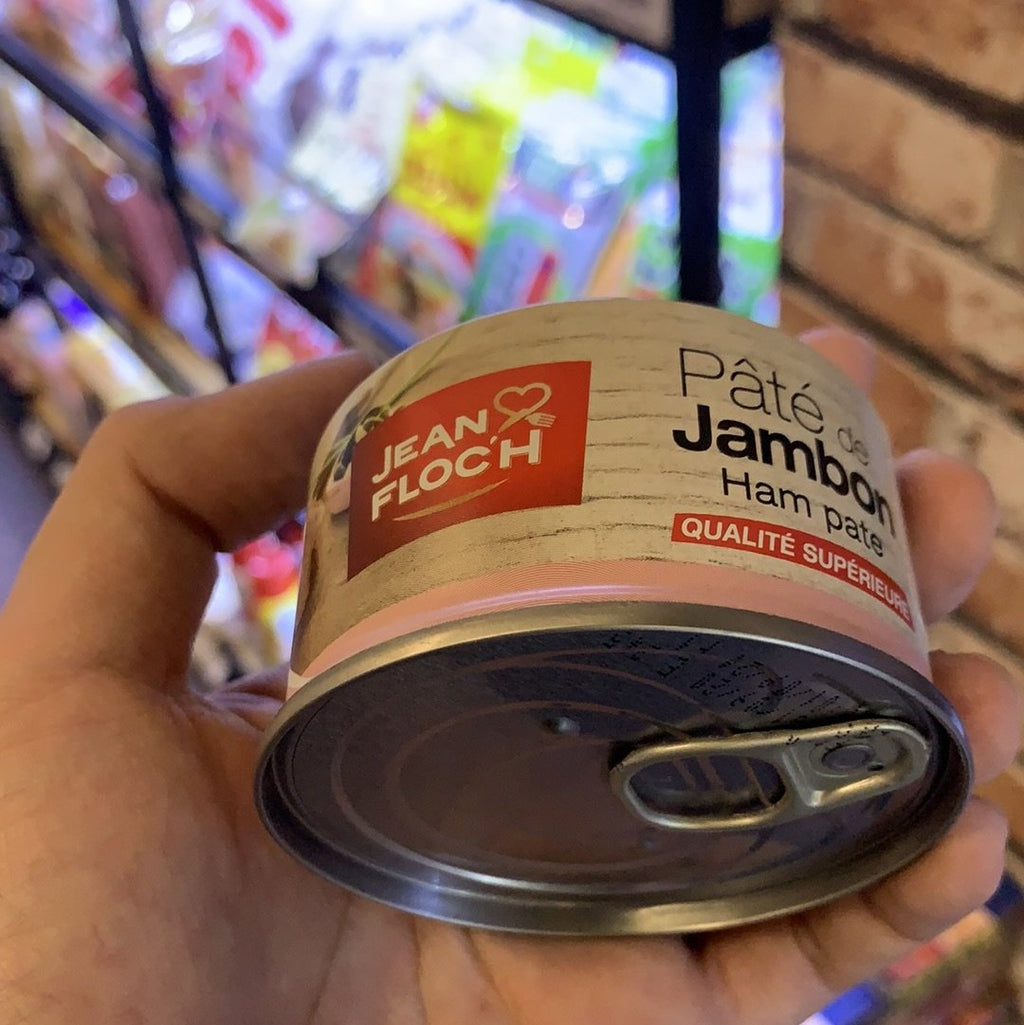 JEAN
FLOC'H
Pâté de
Jambon
Ham pate
QUALITÉ SUPÉRIEURE